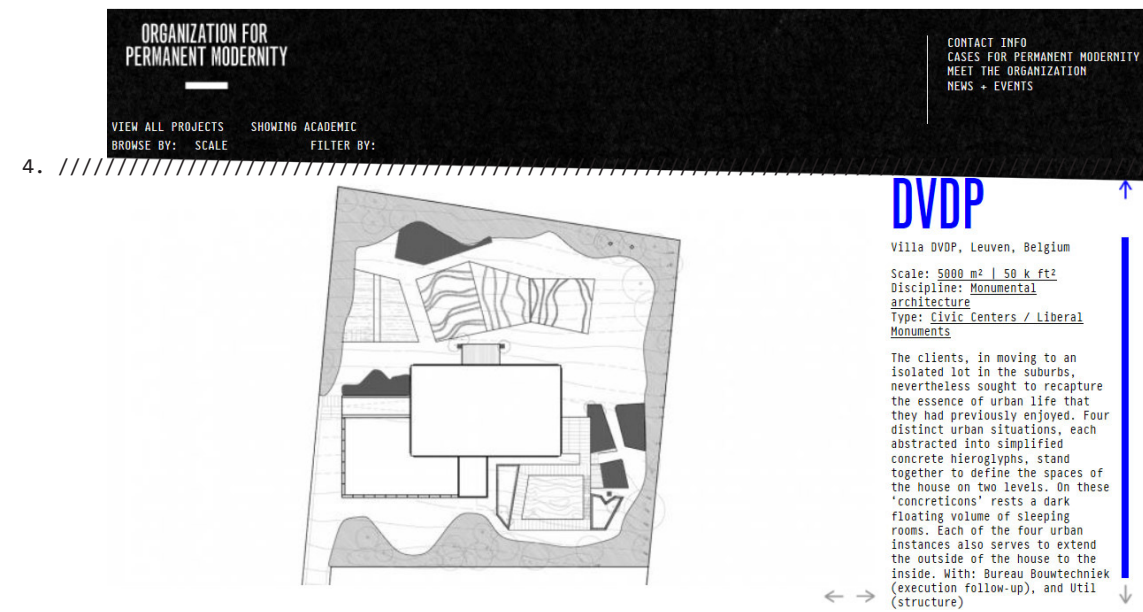 ORGANIZATION FOR
PERMANENT MODERNITY
CONTACT INFO
CASES FOR PERMANENT MODERNITY
MEET THE ORGANIZATION
NEWS + EVENTS
VIEW ALL PROJECTS SHOWING ACADEMIC
BROWSE BY: SCALE FILTER BY:
4. ////////////////////////////////////////////////////////////////////////////////////////////
DVDP
Villa DVDP, Leuven, Belgium
Scale: 5000 m² | 50 k ft²
Discipline: Monumental
architecture
Type: Civic Centers / Liberal
Monuments
The clients, in moving to an
isolated lot in the suburbs,
nevertheless sought to recapture
the essence of urban life that
they had previously enjoyed. Four
distinct urban situations, each
abstracted into simplified
concrete hieroglyphs, stand
together to define the spaces of
the house on two levels. On these
‘concreticons’ rests a dark
floating volume of sleeping
rooms. Each of the four urban
instances also serves to extend
the outside of the house to the
inside. With: Bureau Bouwtechniek
(execution follow-up), and Util
(structure)